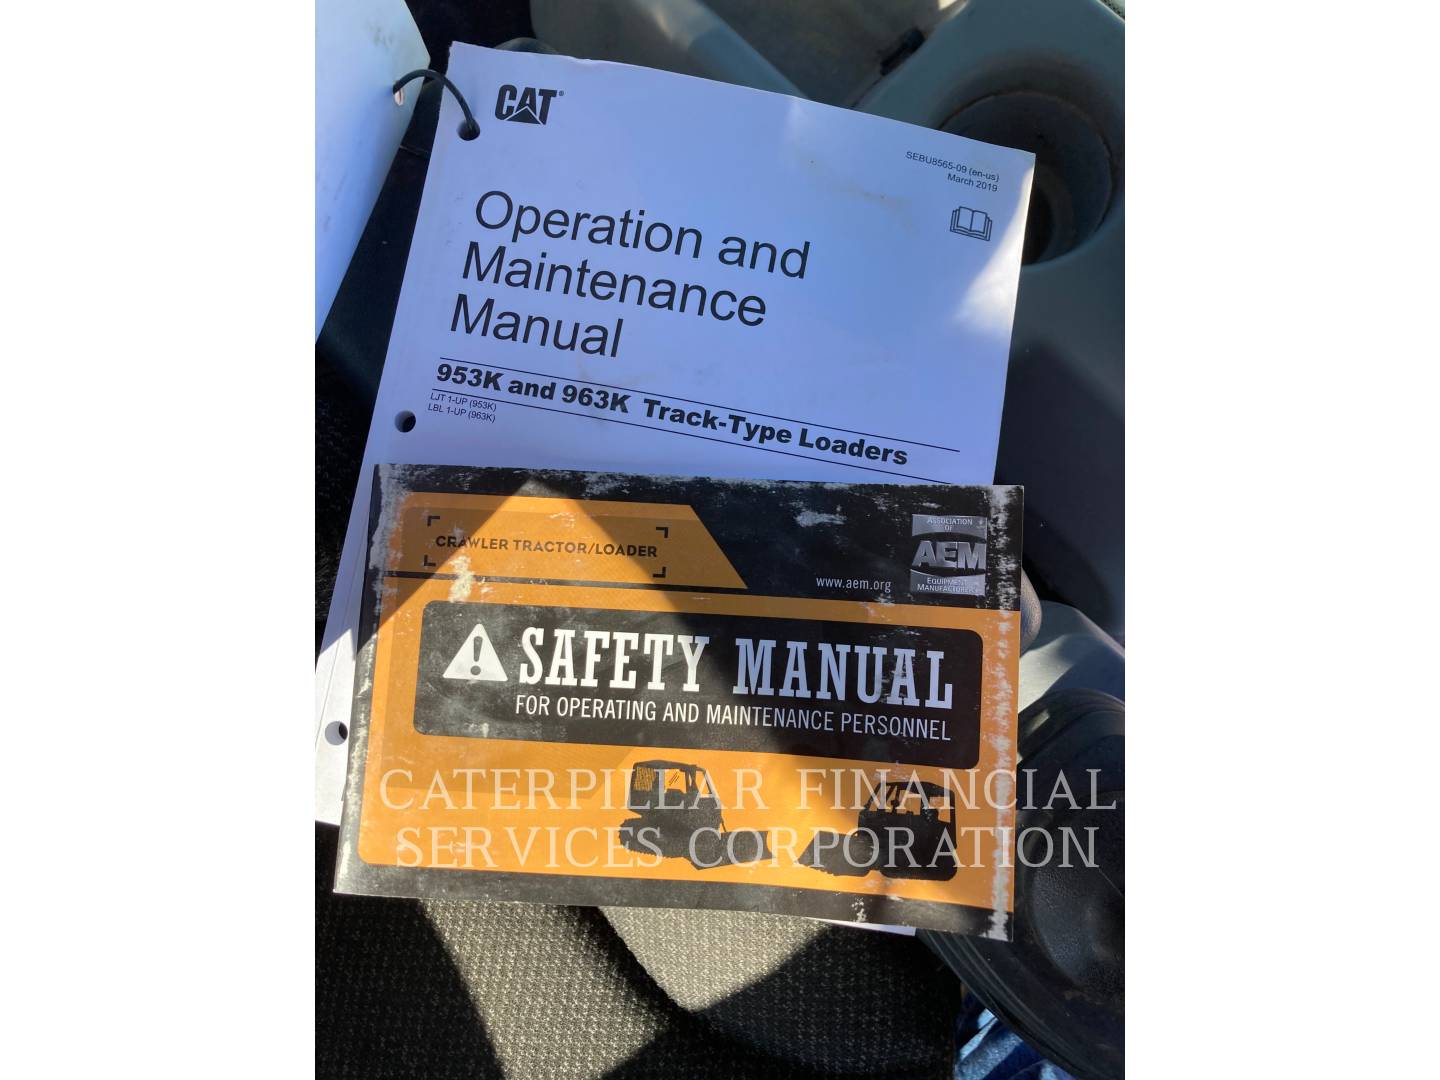 CAT®
SEBU8565-09 (en-us)
March 2019
Operation and
Maintenance
Manual
953K and 963K Track-Type Loaders
LJT 1-UP (953K)
LBL 1-UP (963K)
CRAWLER TRACTOR/LOADER
www.aem.org
ASSOCIATION
OF
AEM
EQUIPMENT
MANUFACTURERS
SAFETY MANUAL
FOR OPERATING AND MAINTENANCE PERSONNEL
CATERPILLAR FINANCIAL
SERVICES CORPORATION